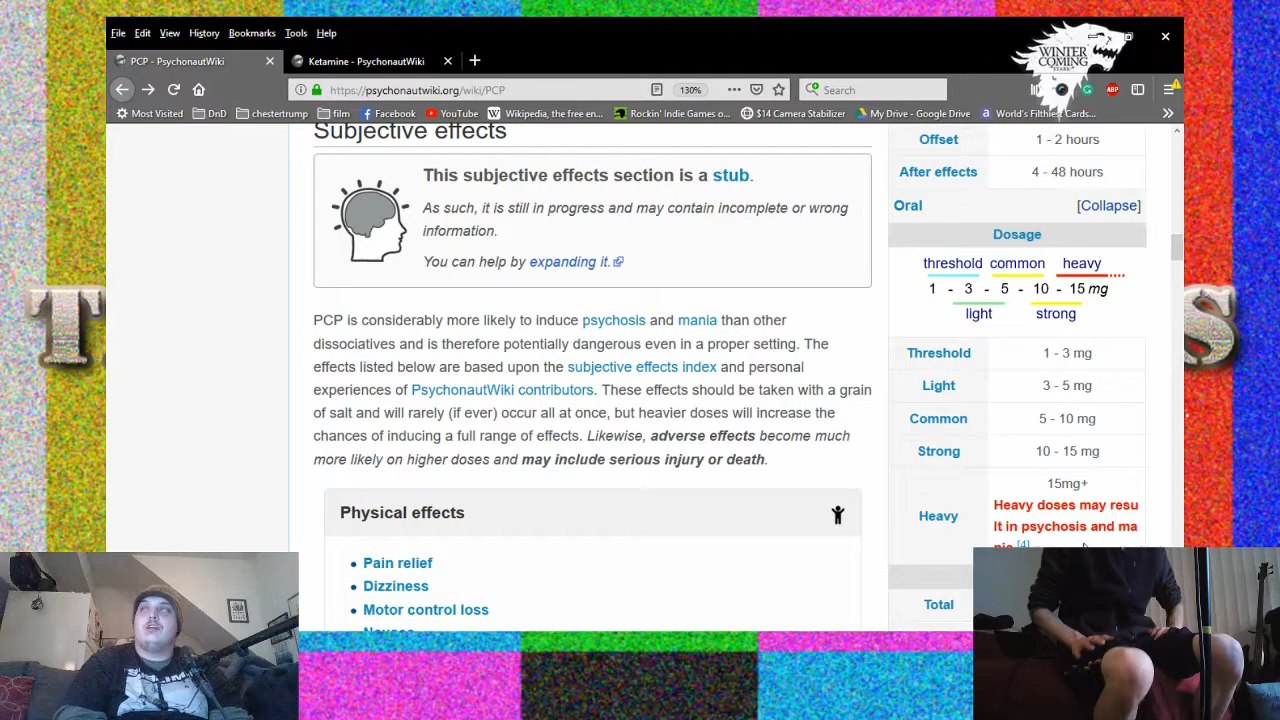 File Edit View History Bookmarks Tools Help
PCP - PsychonautWiki
Ketamine - PsychonautWiki
WINTER
COMING
STARK
https://psychonautwiki.org/wiki/PCP
130%
Search
ABP
Most Visited
DnD
chestertrump
film
Facebook
YouTube
Wikipedia, the free en...
Rockin' Indie Games o...
$14 Camera Stabilizer
My Drive - Google Drive
World's Filthiest Cards...
Subjective effects
This subjective effects section is a stub.
As such, it is still in progress and may contain incomplete or wrong
information.
You can help by expanding it.
PCP is considerably more likely to induce psychosis and mania than other
dissociatives and is therefore potentially dangerous even in a proper setting. The
effects listed below are based upon the subjective effects index and personal
experiences of PsychonautWiki contributors. These effects should be taken with a grain
of salt and will rarely (if ever) occur all at once, but heavier doses will increase the
chances of inducing a full range of effects. Likewise, adverse effects become much
more likely on higher doses and may include serious injury or death.
Physical effects
Pain relief
Dizziness
Motor control loss
Offset 1 - 2 hours
After effects 4 - 48 hours
Oral [Collapse]
Dosage
threshold common heavy
1 - 3 - 5 - 10 - 15 mg
light strong
Threshold 1 - 3 mg
Light 3 - 5 mg
Common 5 - 10 mg
Strong 10 - 15 mg
Heavy 15mg+
Heavy doses may resu
lt in psychosis and ma
nia [4]
Total
T
S